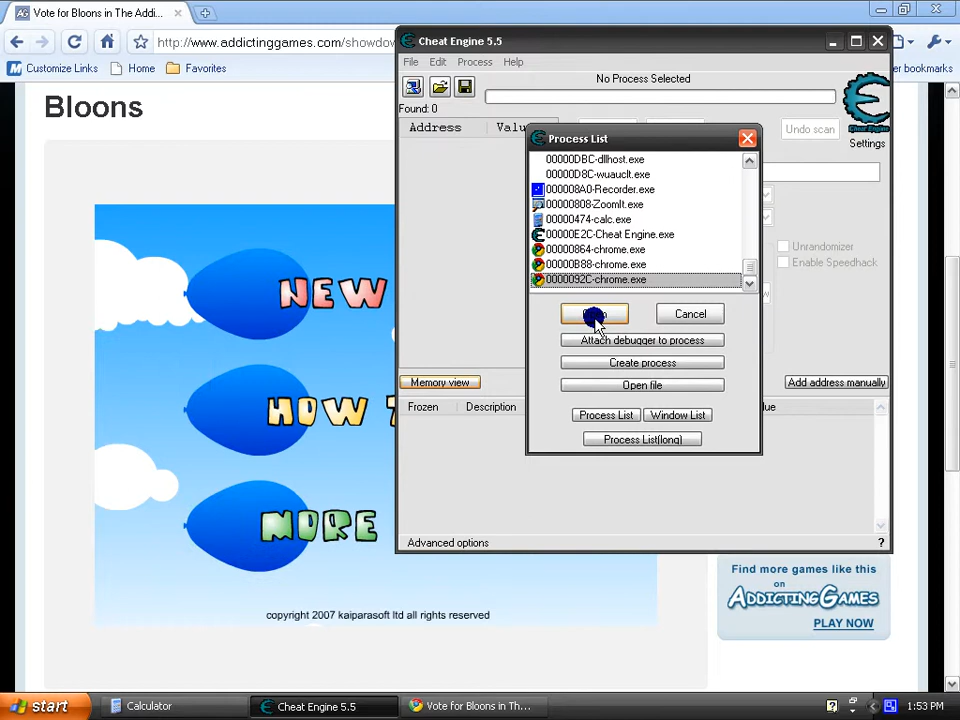 Vote for Bloons in The Addi...
http://www.addictinggames.com/showdow
Customize Links
Home
Favorites
er bookmarks
Bloons
NEW
HOW T
MORE
copyright 2007 kaiparasoft ltd all rights reserved
Cheat Engine 5.5
File Edit Process Help
No Process Selected
Found: 0
Address Valu
Undo scan
Settings
Unrandomizer
Enable Speedhack
Process List
00000DBC-dllhost.exe
00000D8C-wuauclt.exe
000008A0-Recorder.exe
00000808-ZoomIt.exe
00000474-calc.exe
00000E2C-Cheat Engine.exe
00000864-chrome.exe
00000B88-chrome.exe
0000092C-chrome.exe
Cancel
Attach debugger to process
Create process
Open file
Process List Window List
Process List(long)
Memory view
Add address manually
Frozen Description
lue
Advanced options
?
Find more games like this
on
ADDICTINGGAMES
PLAY NOW
start
Calculator
Cheat Engine 5.5
Vote for Bloons in Th...
1:53 PM